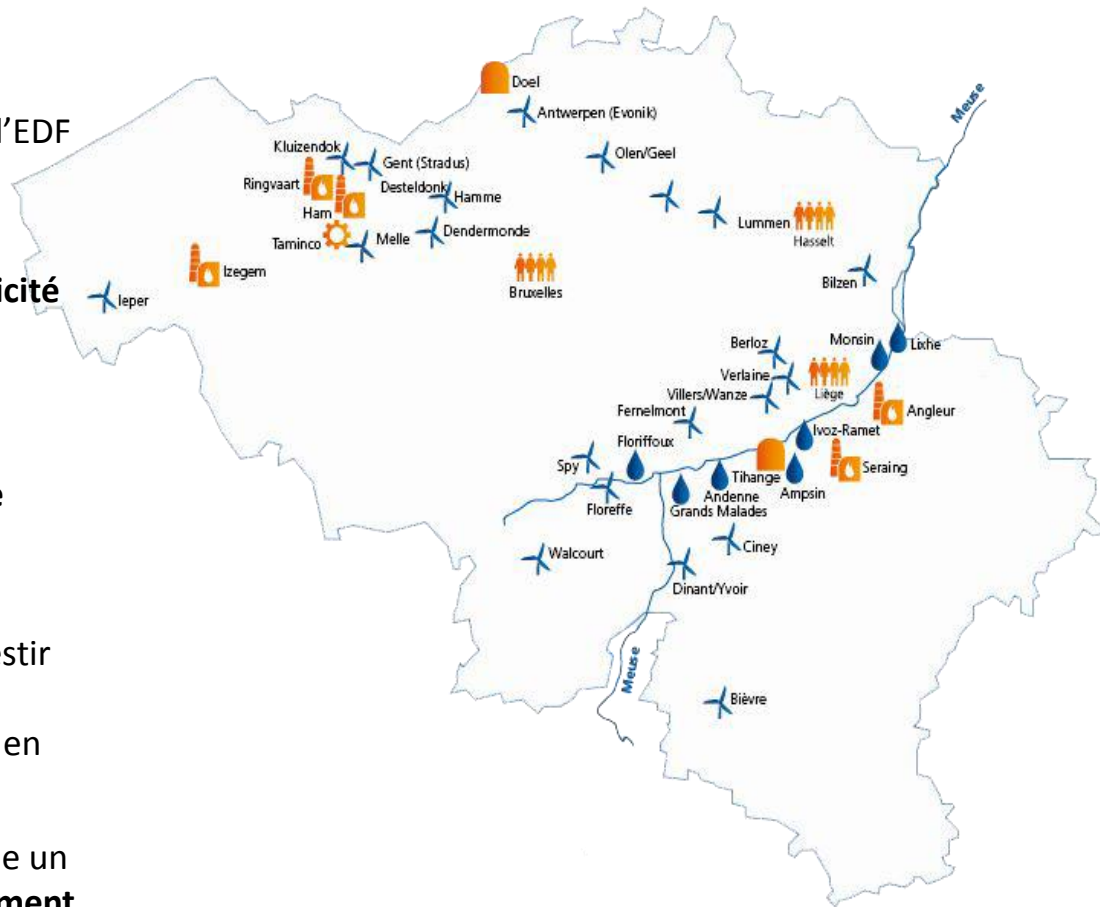 l'EDF
icité
e
estir
en
e un
ment
Doel
Antwerpen (Evonik)
Meuse
Kluizendok
Gent (Stradus)
Olen/Geel
Ringvaart
Desteldonk
Hamme
Ham
Lummen
Hasselt
Taminco
Melle
Dendermonde
Izegem
Bruxelles
Bilzen
Ieper
Berloz
Monsin
Lixhe
Verlaine
Liège
Villers/Wanze
Angleur
Fernelmont
Ivoz-Ramet
Floriffoux
Spy
Tihange
Seraing
Floreffe
Andenne
Ampsin
Grands Malades
Walcourt
Ciney
Dinant/Yvoir
Meuse
Bièvre